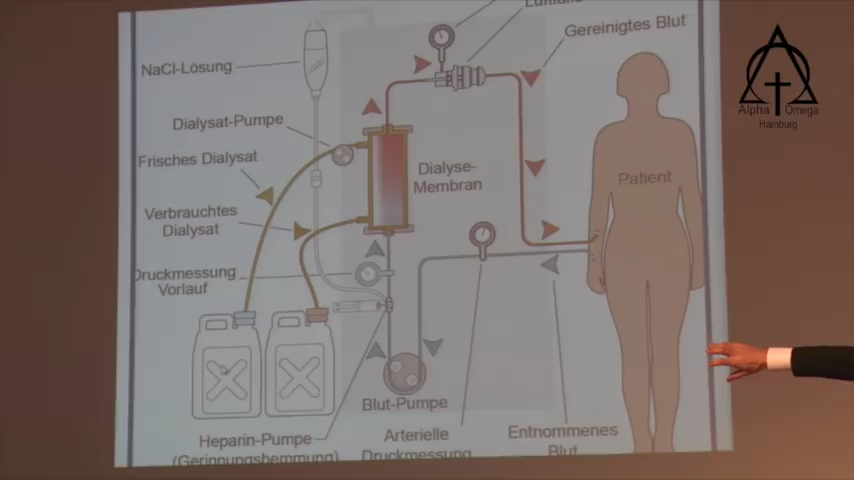 Gereinigtes Blut
NaCl-Lösung
Dialysat-Pumpe
Frisches Dialysat
Dialyse-
Membran
Patient
Verbrauchtes
Dialysat
Druckmessung
Vorlauf
Blut-Pumpe
Heparin-Pumpe
(Gerinnungshemmung)
Arterielle
Druckmessung
Entnommenes
Blut
Alpha Omega
Hamburg